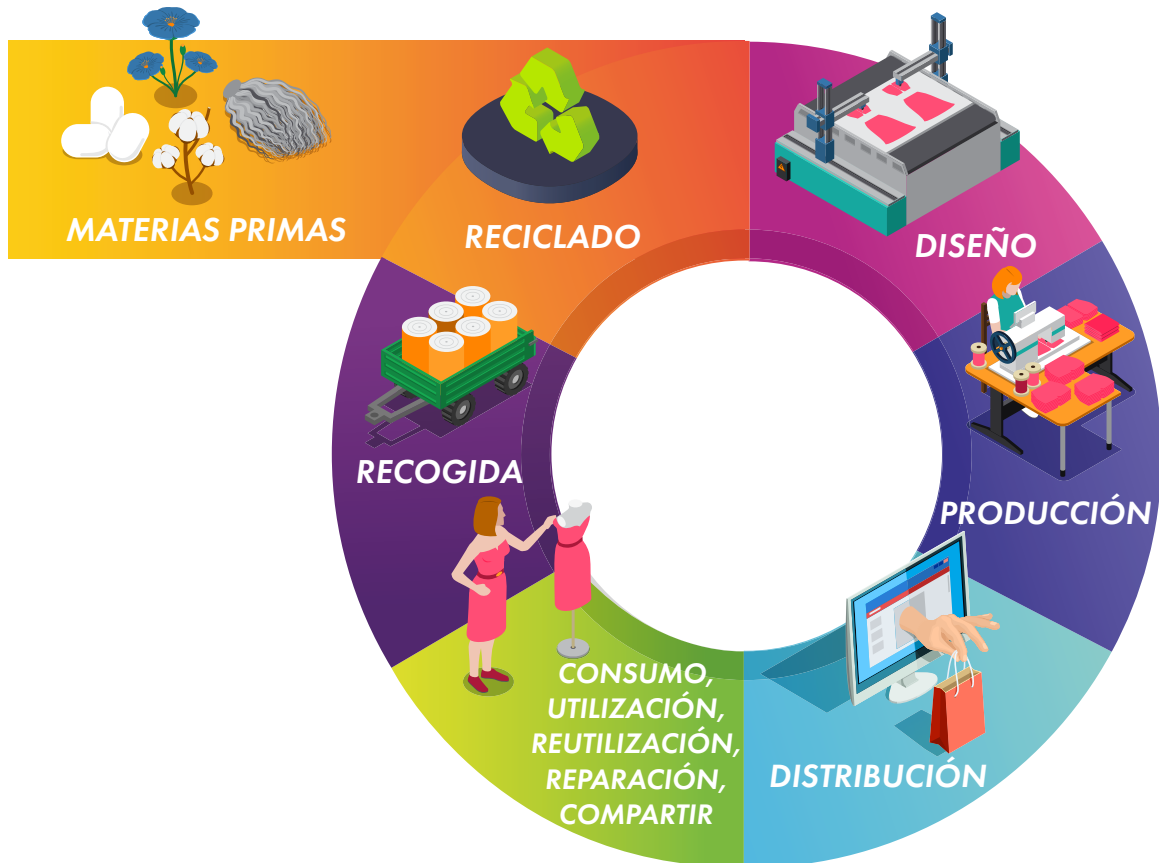 MATERIAS PRIMAS
RECICLADO
DISEÑO
PRODUCCIÓN
DISTRIBUCIÓN
CONSUMO,
UTILIZACIÓN,
REUTILIZACIÓN,
REPARACIÓN,
COMPARTIR
RECOGIDA